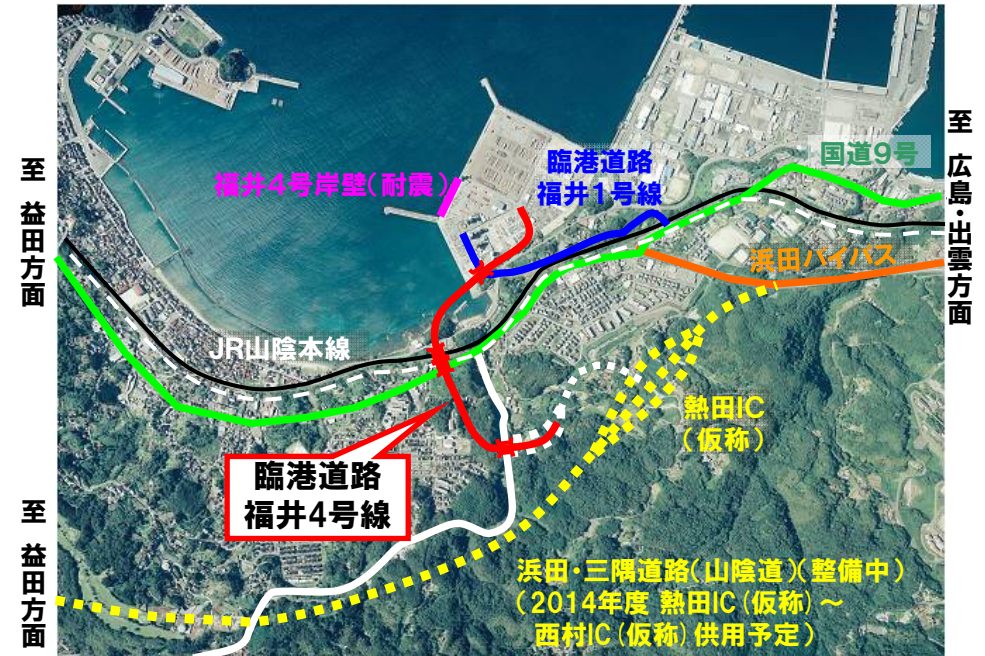 至 益田方面
至 益田方面
福井4号岸壁（耐震）
臨港道路
福井1号線
国道9号
至 広島・出雲方面
浜田バイパス
JR山陰本線
熱田IC
（仮称）
臨港道路
福井4号線
浜田・三隅道路（山陰道）（整備中）
（2014年度 熱田IC（仮称）～
西村IC（仮称）供用予定）